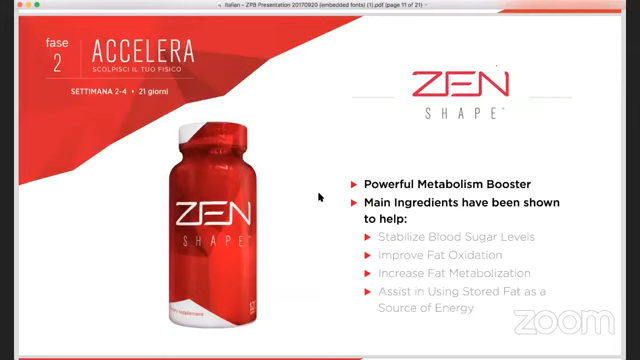 Italien - ZPB Presentation 20170920 (embedded fonts) (1).pdf (page 11 of 21)
fase
2
ACCELERA
SCOLPISCI IL TUO FISICO
SETTIMANA 2-4 • 21 giorni
ZEN
SHAPE
ZEN
SHAPE
Powerful Metabolism Booster
Main Ingredients have been shown
to help:
Stabilize Blood Sugar Levels
Improve Fat Oxidation
Increase Fat Metabolization
Assist in Using Stored Fat as a
Source of Energy
zoom